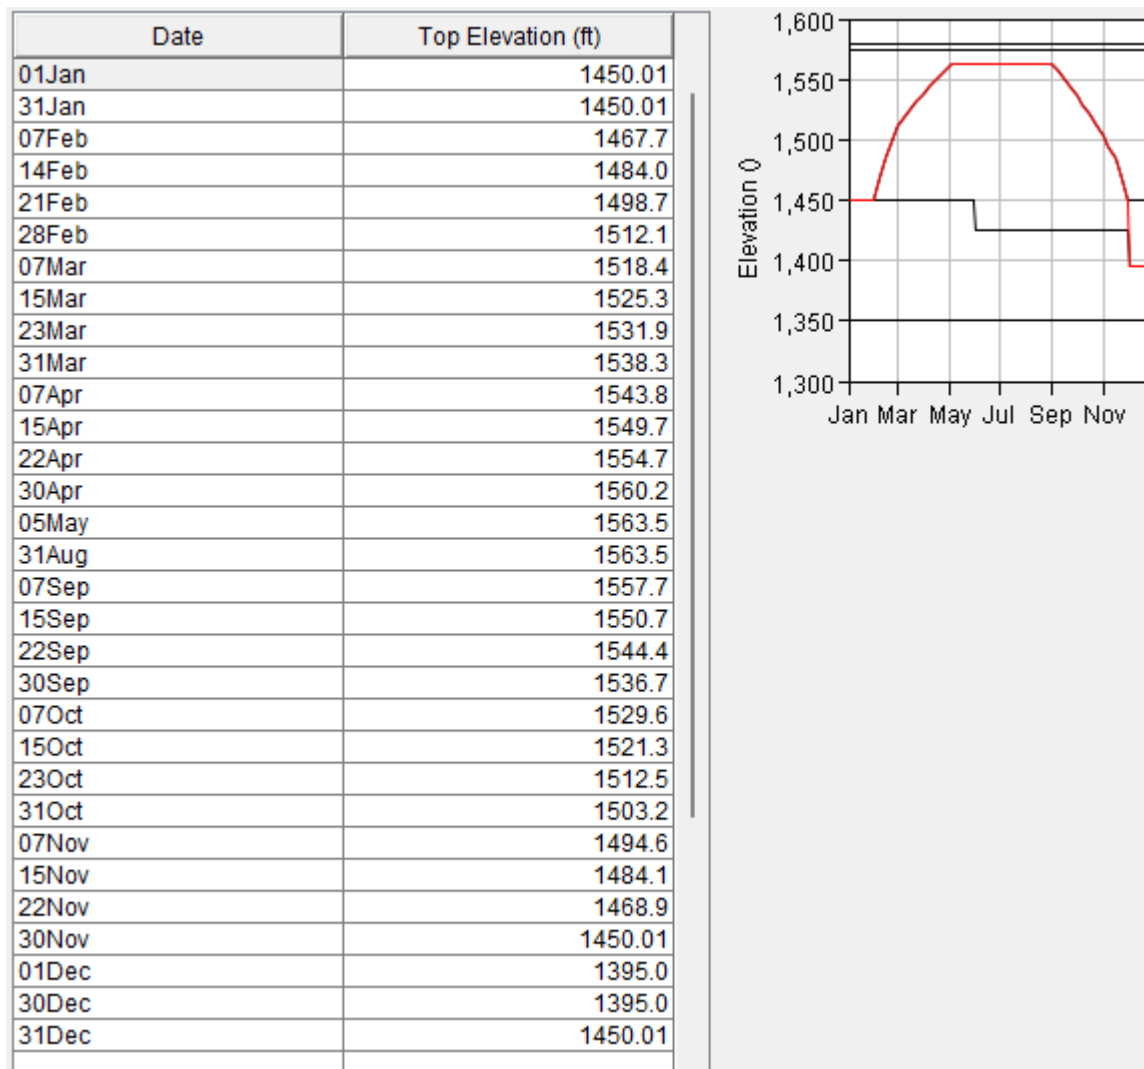 Date Top Elevation (ft)
01Jan 1450.01
31Jan 1450.01
07Feb 1467.7
14Feb 1484.0
21Feb 1498.7
28Feb 1512.1
07Mar 1518.4
15Mar 1525.3
23Mar 1531.9
31Mar 1538.3
07Apr 1543.8
15Apr 1549.7
22Apr 1554.7
30Apr 1560.2
05May 1563.5
31Aug 1563.5
07Sep 1557.7
15Sep 1550.7
22Sep 1544.4
30Sep 1536.7
07Oct 1529.6
15Oct 1521.3
23Oct 1512.5
31Oct 1503.2
07Nov 1494.6
15Nov 1484.1
22Nov 1468.9
30Nov 1450.01
01Dec 1395.0
30Dec 1395.0
31Dec 1450.01
Elevation ()
1,600
1,550
1,500
1,450
1,400
1,350
1,300
Jan Mar May Jul Sep Nov